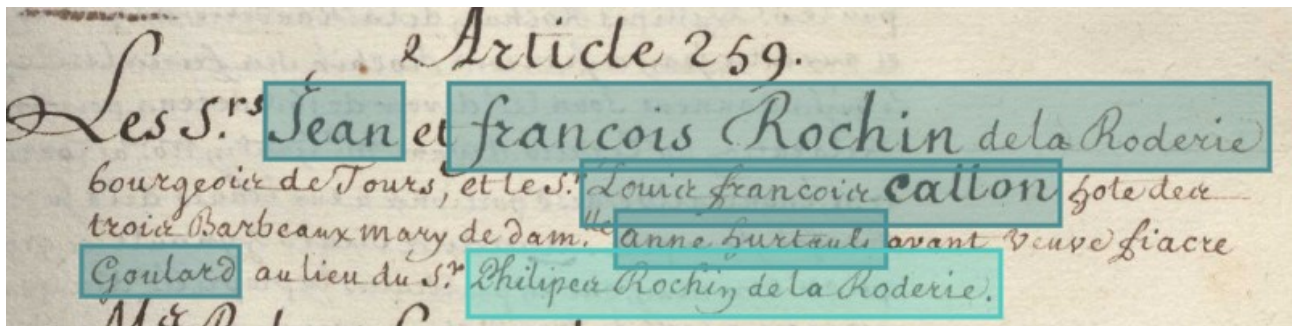 Article 259.
Les S.rs Jean et francois Rochin de la Roderie
bourgeois de Tours, et le S.r Louis francois callon hote des
trois Barbeaux mary de dam.lle anne hurtault avant veuve fiacre
Goulard au lieu du S.r Philipes Rochin de la Roderie.